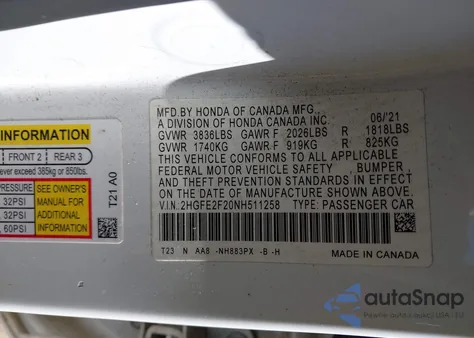 INFORMATION
FRONT 2 REAR 3
ever exceed 385kg or 850lbs.
PRESSURE
32PSI
32PSI
60PSI
SEE OWNER'S
MANUAL FOR
ADDITIONAL
INFORMATION
T21 A0
MFD. BY HONDA OF CANADA MFG.,
A DIVISION OF HONDA CANADA INC. 06/'21
GVWR 3836LBS GAWR F 2026LBS R 1818LBS
GVWR 1740KG GAWR F 919KG R 825KG
THIS VEHICLE CONFORMS TO ALL APPLICABLE
FEDERAL MOTOR VEHICLE SAFETY, BUMPER,
AND THEFT PREVENTION STANDARDS IN EFFECT
ON THE DATE OF MANUFACTURE SHOWN ABOVE.
V.I.N: 2HGFE2F20NH511258 TYPE: PASSENGER CAR
T23 N AA8 -NH883PX -B -H
MADE IN CANADA
autoSnap